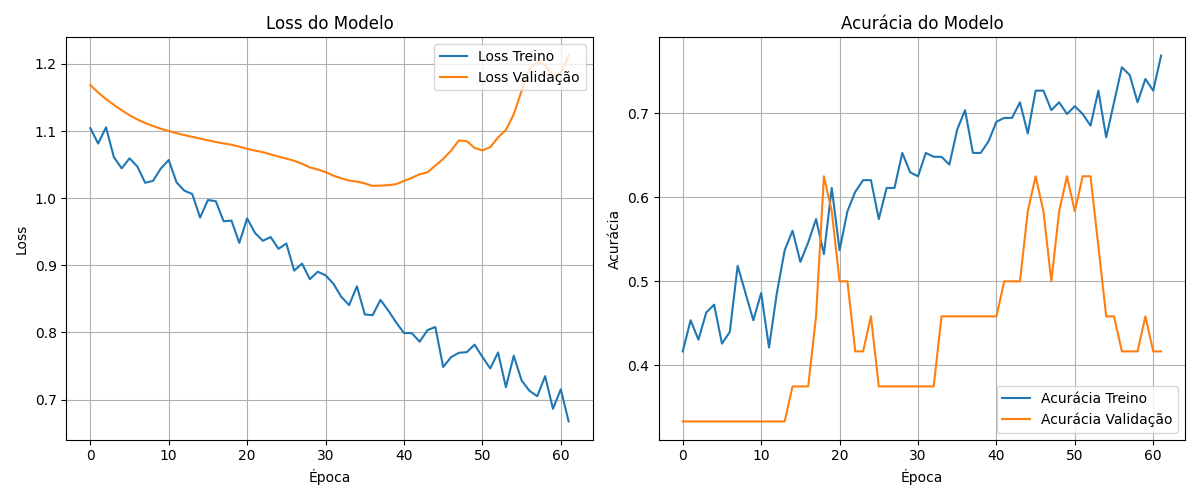 Loss do Modelo
1.2
1.1
1.0
0.9
0.8
0.7
Loss
0
10
20
30
40
50
60
Época
Loss Treino
Loss Validação
Acurácia do Modelo
0.7
0.6
0.5
0.4
Acurácia
0
10
20
30
40
50
60
Época
Acurácia Treino
Acurácia Validação